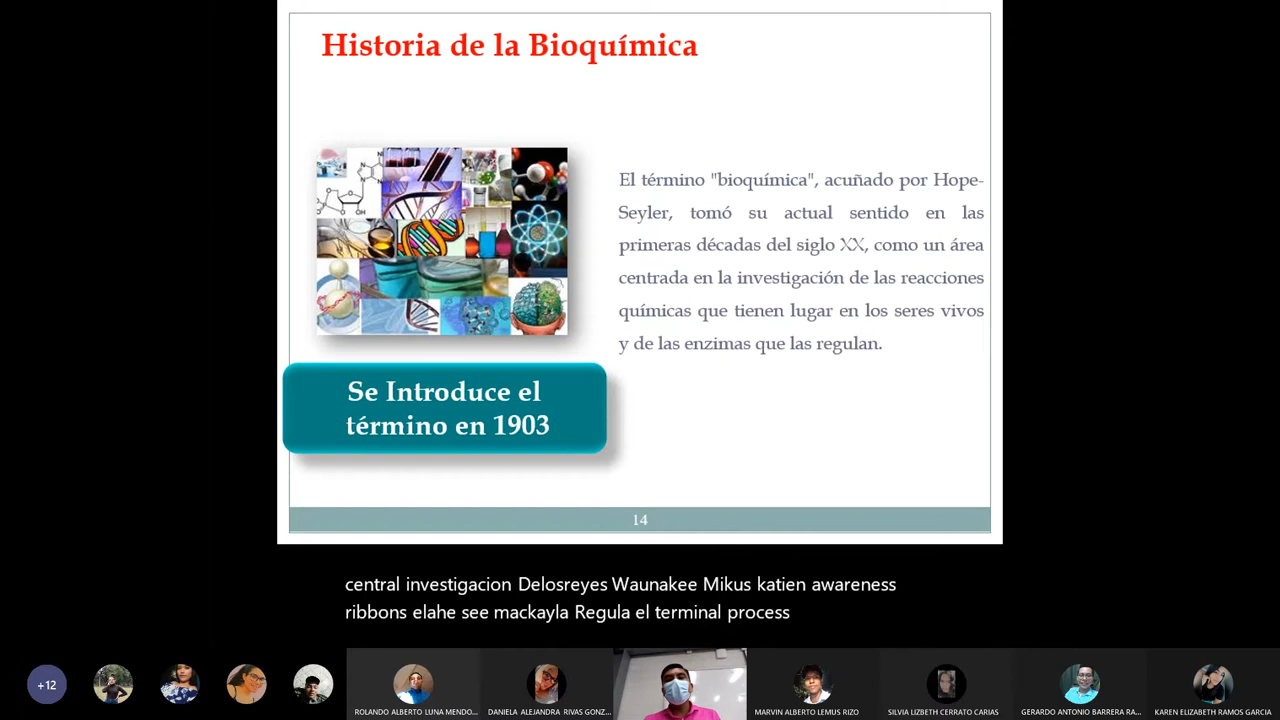 Historia de la Bioquímica
El término "bioquímica", acuñado por Hope-
Seyler, tomó su actual sentido en las
primeras décadas del siglo XX, como un área
centrada en la investigación de las reacciones
químicas que tienen lugar en los seres vivos
y de las enzimas que las regulan.
Se Introduce el
término en 1903
14
central investigacion Delosreyes Waunakee Mikus katien awareness
ribbons elahe see mackayla Regula el terminal process
+12
ROLANDO ALBERTO LUNA MENDO...
DANIELA ALEJANDRA RIVAS GONZ...
MARVIN ALBERTO LEMUS RIZO
SILVIA LIZBETH CERRATO CARIAS
GERARDO ANTONIO BARRERA RA...
KAREN ELIZABETH RAMOS GARCIA